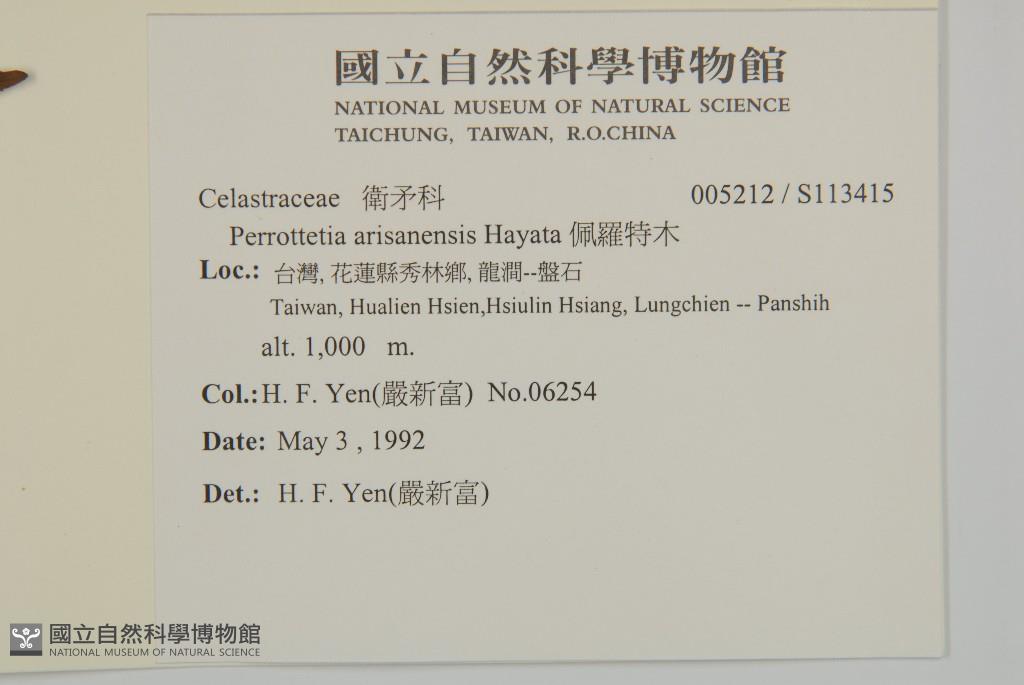 國立自然科學博物館
NATIONAL MUSEUM OF NATURAL SCIENCE
TAICHUNG, TAIWAN, R.O.CHINA
Celastraceae 衛矛科 005212 / S113415
Perrottetia arisanensis Hayata 佩羅特木
Loc.: 台灣, 花蓮縣秀林鄉, 龍澗--盤石
Taiwan, Hualien Hsien,Hsiulin Hsiang, Lungchien -- Panshih
alt. 1,000 m.
Col.: H. F. Yen(嚴新富) No.06254
Date: May 3 , 1992
Det.: H. F. Yen(嚴新富)
國立自然科學博物館
NATIONAL MUSEUM OF NATURAL SCIENCE